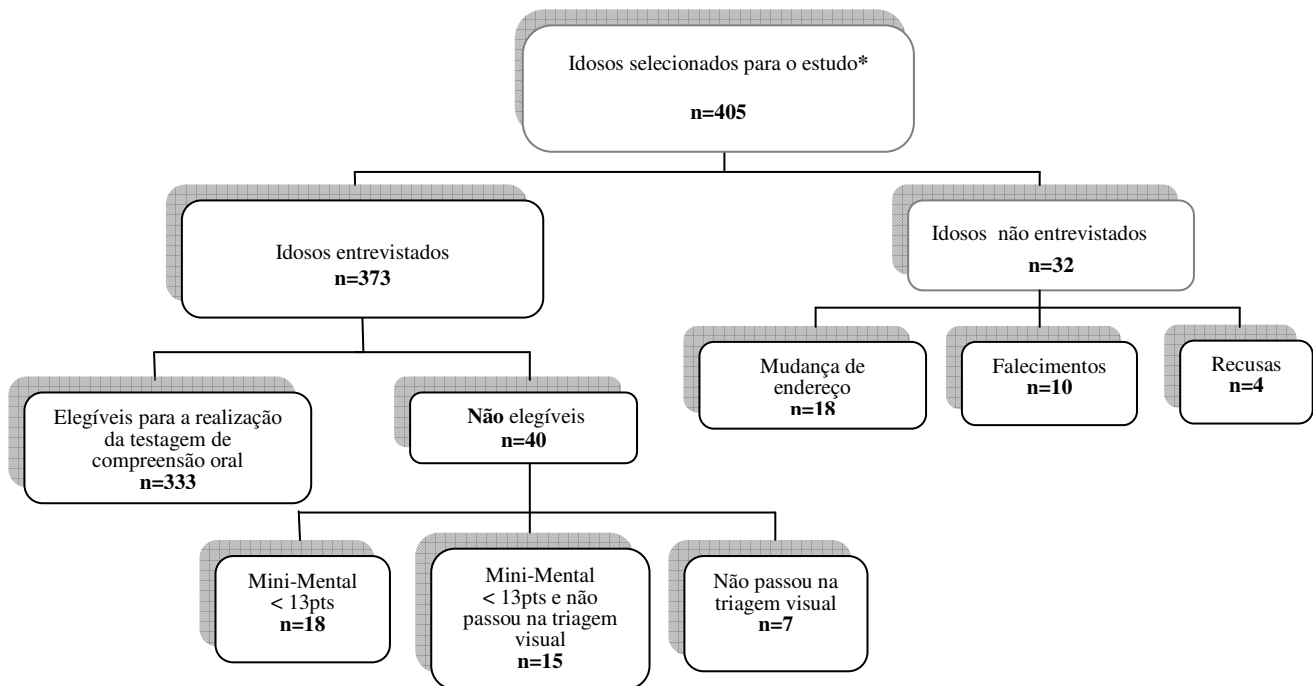 Idosos selecionados para o estudo*
n=405
Idosos entrevistados
n=373
Idosos não entrevistados
n=32
Mudança de
endereço
n=18
Falecimentos
n=10
Recusas
n=4
Elegíveis para a realização
da testagem de
compreensão oral
n=333
Não elegíveis
n=40
Mini-Mental
< 13pts
n=18
Mini-Mental
< 13pts e não
passou na triagem
visual
n=15
Não passou na
triagem visual
n=7